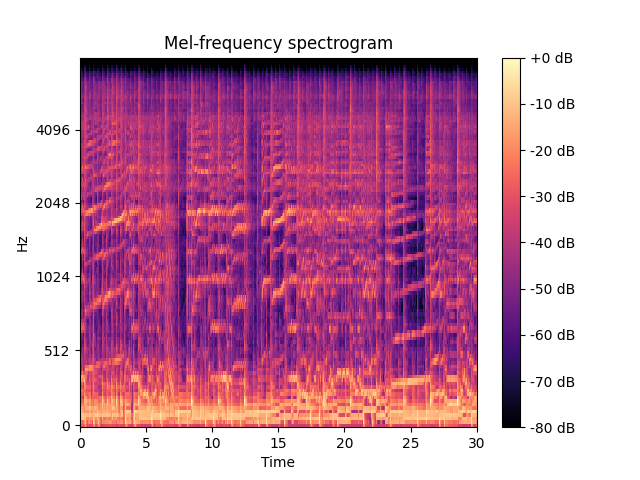 Mel-frequency spectrogram
Hz
4096
2048
1024
512
0
0 5 10 15 20 25 30
Time
+0 dB
-10 dB
-20 dB
-30 dB
-40 dB
-50 dB
-60 dB
-70 dB
-80 dB